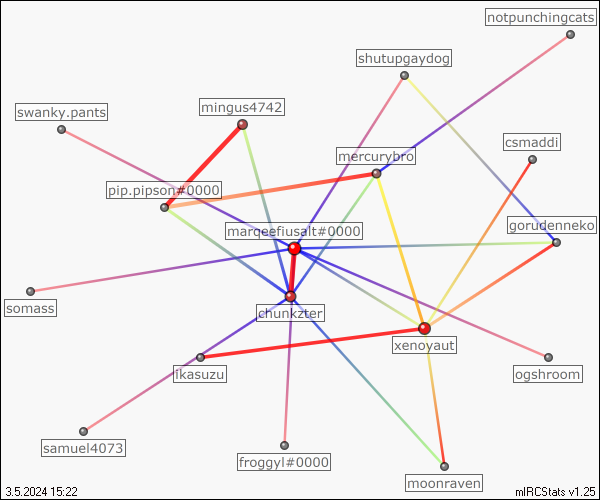 notpunchingcats
shutupgaydog
swanky.pants
mingus4742
csmaddi
mercurybro
pip.pipson#0000
gorudenneko
marqeefiusalt#0000
somass
chunkzter
xenoyaut
ikasuzu
ogshroom
samuel4073
froggyl#0000
moonraven
3.5.2024 15:22
mIRCStats v1.25